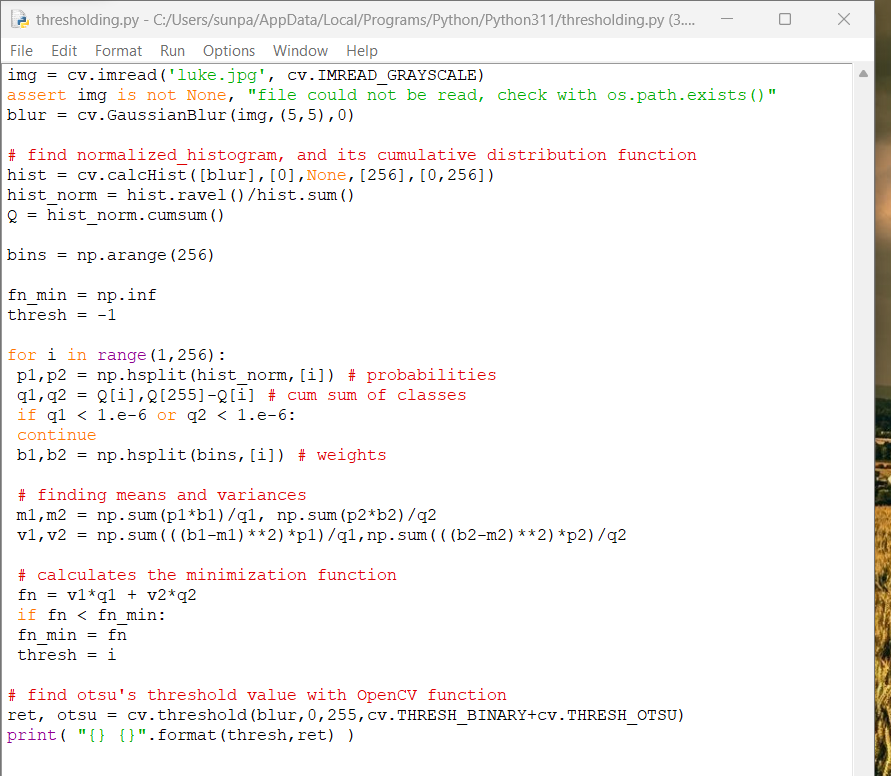 thresholding.py - C:/Users/sunpa/AppData/Local/Programs/Python/Python311/thresholding.py (3....
File Edit Format Run Options Window Help
img = cv.imread('luke.jpg', cv.IMREAD_GRAYSCALE)
assert img is not None, "file could not be read, check with os.path.exists()"
blur = cv.GaussianBlur(img,(5,5),0)

# find normalized_histogram, and its cumulative distribution function
hist = cv.calcHist([blur],[0],None,[256],[0,256])
hist_norm = hist.ravel()/hist.sum()
Q = hist_norm.cumsum()

bins = np.arange(256)

fn_min = np.inf
thresh = -1

for i in range(1,256):
 p1,p2 = np.hsplit(hist_norm,[i]) # probabilities
 q1,q2 = Q[i],Q[255]-Q[i] # cum sum of classes
 if q1 < 1.e-6 or q2 < 1.e-6:
 continue
 b1,b2 = np.hsplit(bins,[i]) # weights

 # finding means and variances
 m1,m2 = np.sum(p1*b1)/q1, np.sum(p2*b2)/q2
 v1,v2 = np.sum(((b1-m1)**2)*p1)/q1,np.sum(((b2-m2)**2)*p2)/q2

 # calculates the minimization function
 fn = v1*q1 + v2*q2
 if fn < fn_min:
 fn_min = fn
 thresh = i

# find otsu's threshold value with OpenCV function
ret, otsu = cv.threshold(blur,0,255,cv.THRESH_BINARY+cv.THRESH_OTSU)
print( "{} {}".format(thresh,ret) )